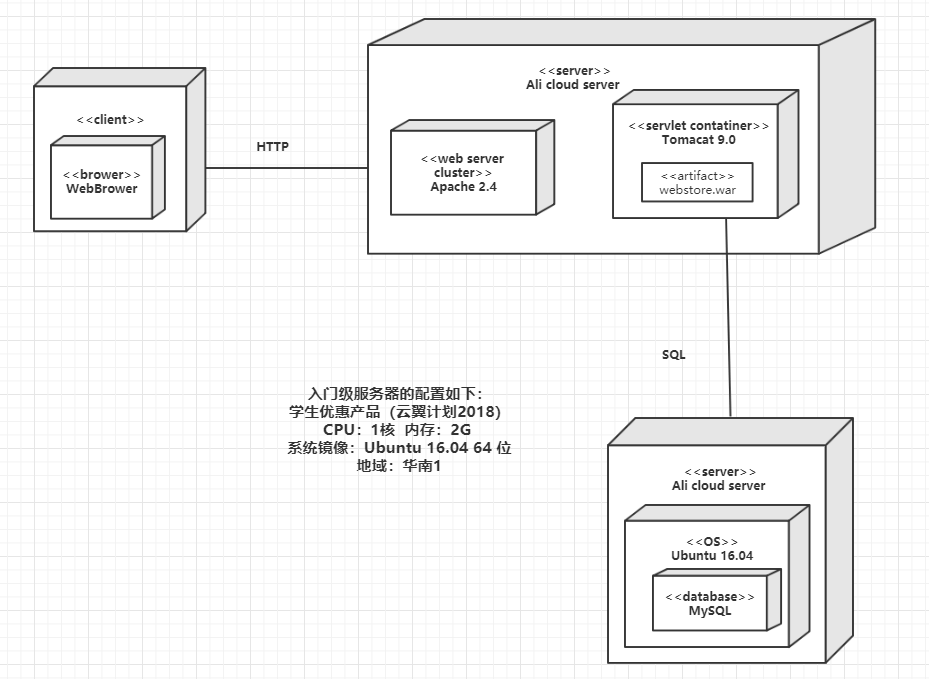 <<client>>
<<brower>>
WebBrower
HTTP
<<server>>
Ali cloud server
<<web server
cluster>>
Apache 2.4
<<servlet contatiner>>
Tomacat 9.0
<<artifact>>
webstore.war
SQL
入门级服务器的配置如下：
学生优惠产品（云翼计划2018）
CPU：1核 内存：2G
系统镜像：Ubuntu 16.04 64 位
地域：华南1
<<server>>
Ali cloud server
<<OS>>
Ubuntu 16.04
<<database>>
MySQL